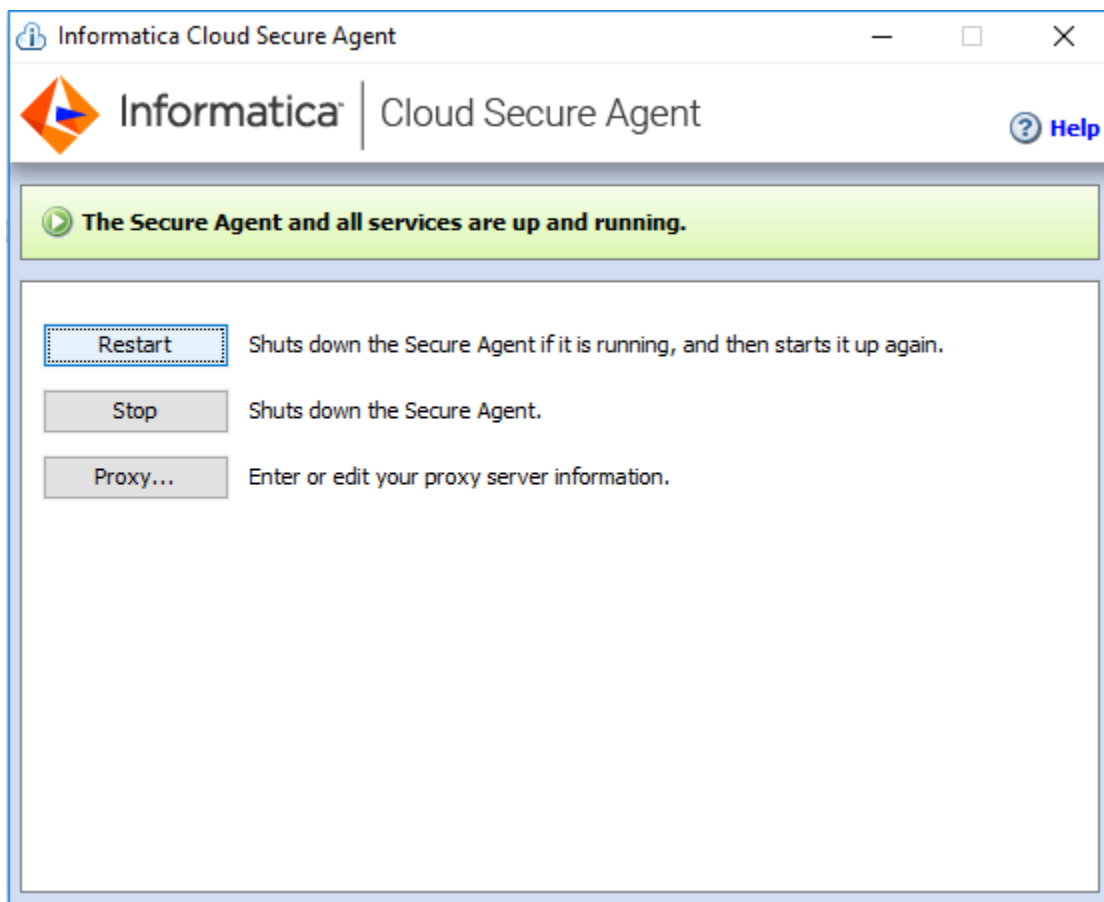 Informatica Cloud Secure Agent
Informatica Cloud Secure Agent
? Help
The Secure Agent and all services are up and running.
Restart Shuts down the Secure Agent if it is running, and then starts it up again.
Stop Shuts down the Secure Agent.
Proxy... Enter or edit your proxy server information.